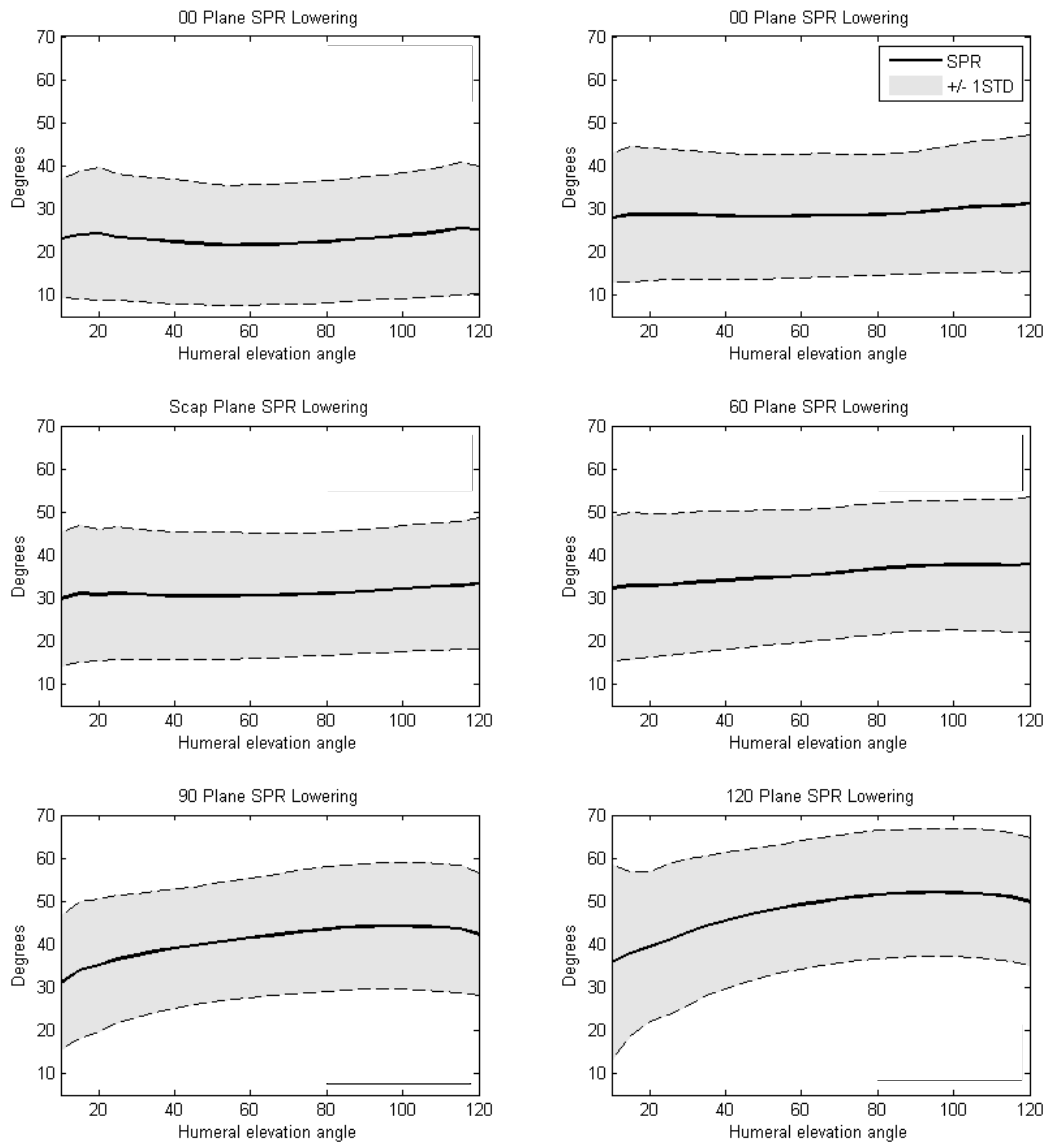 00 Plane SPR Lowering
70
60
50
40
30
20
10
Degrees
20 40 60 80 100 120
Humeral elevation angle
00 Plane SPR Lowering
SPR
+/- 1STD
70
60
50
40
30
20
10
Degrees
20 40 60 80 100 120
Humeral elevation angle
Scap Plane SPR Lowering
70
60
50
40
30
20
10
Degrees
20 40 60 80 100 120
Humeral elevation angle
60 Plane SPR Lowering
70
60
50
40
30
20
10
Degrees
20 40 60 80 100 120
Humeral elevation angle
90 Plane SPR Lowering
70
60
50
40
30
20
10
Degrees
20 40 60 80 100 120
Humeral elevation angle
120 Plane SPR Lowering
70
60
50
40
30
20
10
Degrees
20 40 60 80 100 120
Humeral elevation angle